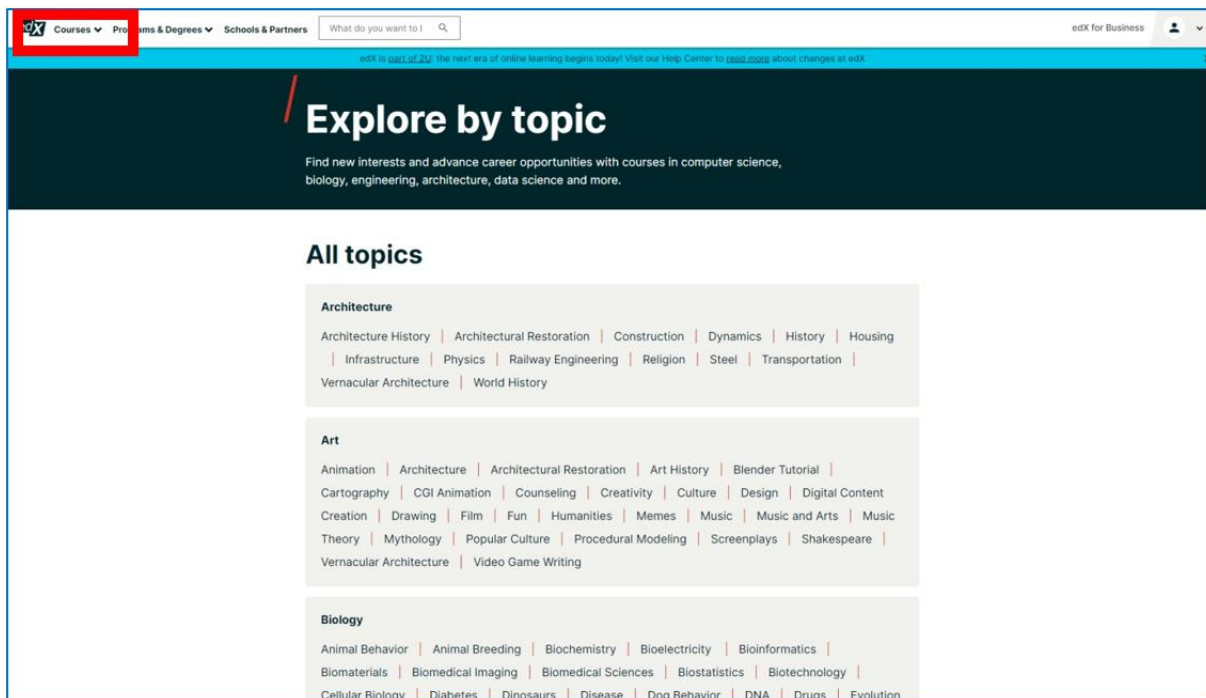 edX Courses Programs & Degrees Schools & Partners What do you want to l edX for Business
edX is part of 2U: the next era of online learning begins today! Visit our Help Center to read more about changes at edX
Explore by topic
Find new interests and advance career opportunities with courses in computer science,
biology, engineering, architecture, data science and more.
All topics
Architecture
Architecture History | Architectural Restoration | Construction | Dynamics | History | Housing
| Infrastructure | Physics | Railway Engineering | Religion | Steel | Transportation |
Vernacular Architecture | World History
Art
Animation | Architecture | Architectural Restoration | Art History | Blender Tutorial |
Cartography | CGI Animation | Counseling | Creativity | Culture | Design | Digital Content
Creation | Drawing | Film | Fun | Humanities | Memes | Music | Music and Arts | Music
Theory | Mythology | Popular Culture | Procedural Modeling | Screenplays | Shakespeare |
Vernacular Architecture | Video Game Writing
Biology
Animal Behavior | Animal Breeding | Biochemistry | Bioelectricity | Bioinformatics |
Biomaterials | Biomedical Imaging | Biomedical Sciences | Biostatistics | Biotechnology |
Cellular Biology | Diabetes | Dinosaurs | Disease | Dog Behavior | DNA | Drugs | Evolution